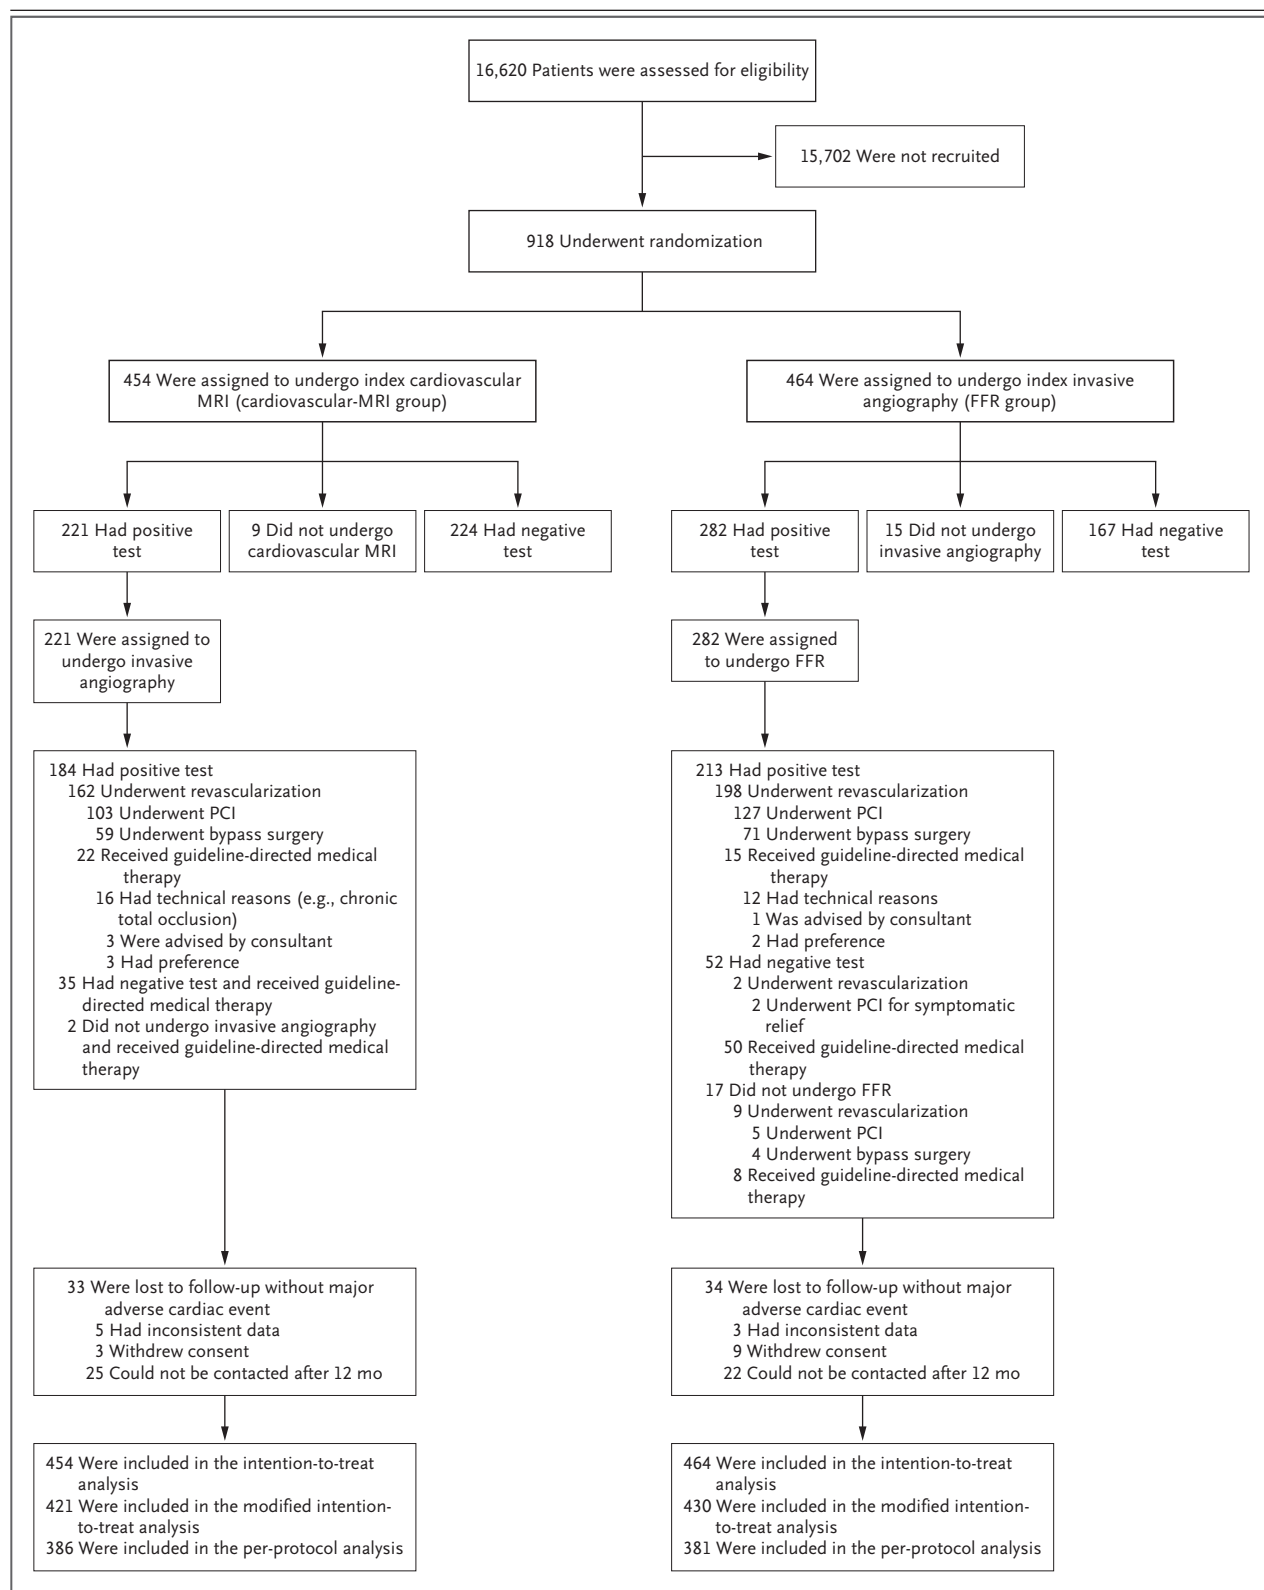 16,620 Patients were assessed for eligibility
15,702 Were not recruited
918 Underwent randomization
454 Were assigned to undergo index cardiovascular
MRI (cardiovascular-MRI group)
464 Were assigned to undergo index invasive
angiography (FFR group)
221 Had positive
test
9 Did not undergo
cardiovascular MRI
224 Had negative
test
282 Had positive
test
15 Did not undergo
invasive angiography
167 Had negative
test
221 Were assigned to
undergo invasive
angiography
282 Were assigned
to undergo FFR
184 Had positive test
162 Underwent revascularization
103 Underwent PCI
59 Underwent bypass surgery
22 Received guideline-directed medical
therapy
16 Had technical reasons (e.g., chronic
total occlusion)
3 Were advised by consultant
3 Had preference
35 Had negative test and received guideline-
directed medical therapy
2 Did not undergo invasive angiography
and received guideline-directed medical
therapy
213 Had positive test
198 Underwent revascularization
127 Underwent PCI
71 Underwent bypass surgery
15 Received guideline-directed medical
therapy
12 Had technical reasons
1 Was advised by consultant
2 Had preference
52 Had negative test
2 Underwent revascularization
2 Underwent PCI for symptomatic
relief
50 Received guideline-directed medical
therapy
17 Did not undergo FFR
9 Underwent revascularization
5 Underwent PCI
4 Underwent bypass surgery
8 Received guideline-directed medical
therapy
33 Were lost to follow-up without major
adverse cardiac event
5 Had inconsistent data
3 Withdrew consent
25 Could not be contacted after 12 mo
34 Were lost to follow-up without major
adverse cardiac event
3 Had inconsistent data
9 Withdrew consent
22 Could not be contacted after 12 mo
454 Were included in the intention-to-treat
analysis
421 Were included in the modified intention-
to-treat analysis
386 Were included in the per-protocol analysis
464 Were included in the intention-to-treat
analysis
430 Were included in the modified intention-
to-treat analysis
381 Were included in the per-protocol analysis